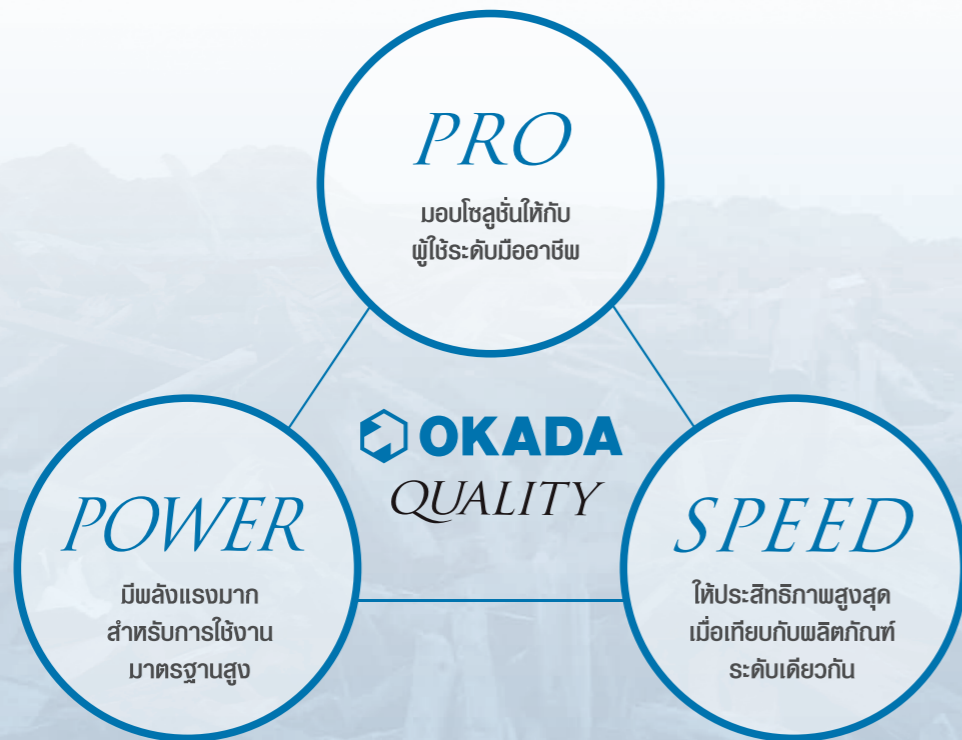 PRO
มอบโซลูชั่นให้กับ
ผู้ใช้ระดับมืออาชีพ
OKADA
QUALITY
POWER
มีพลังแรงมาก
สำหรับการใช้งาน
มาตรฐานสูง
SPEED
ให้ประสิทธิภาพสูงสุด
เมื่อเทียบกับผลิตภัณฑ์
ระดับเดียวกัน